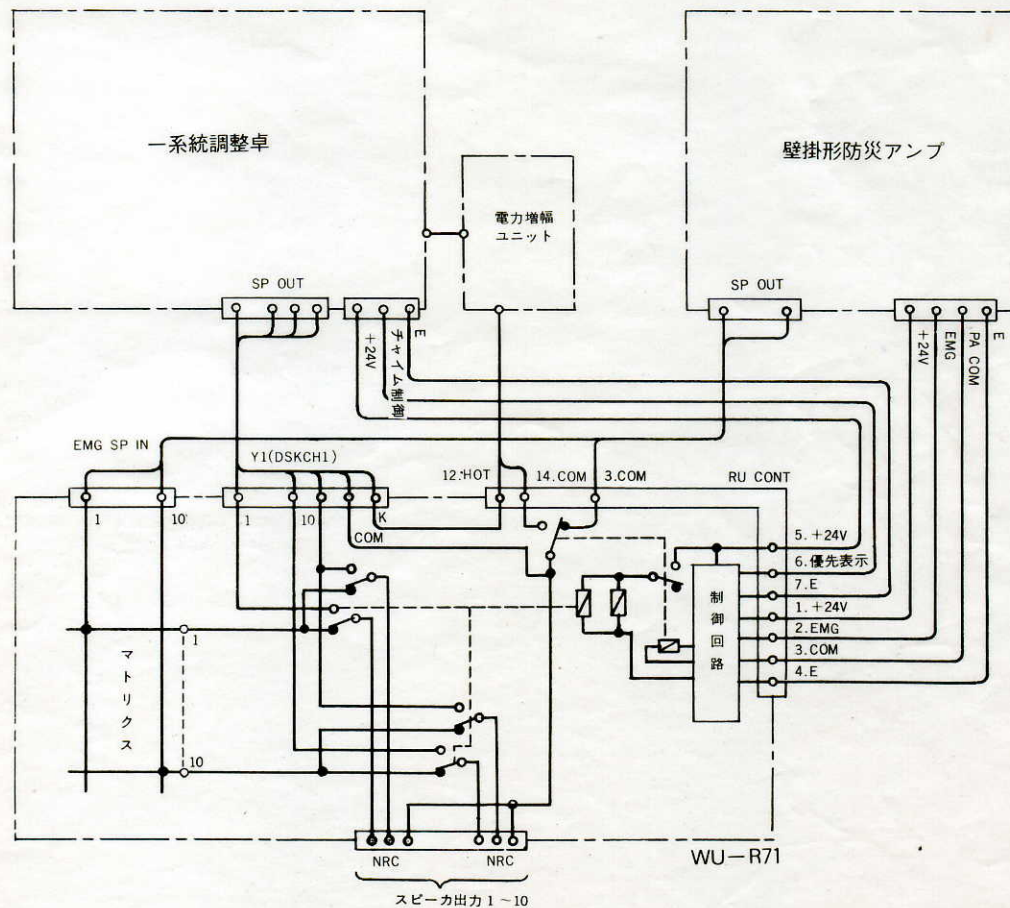 一系統調整卓
壁掛形防災アンプ
電力増幅
ユニット
SP OUT
SP OUT
+24V
チャイム制御
E
+24V
EMG
PA COM
E
EMG SP IN
Y1(DSKCH1)
12:HOT
14.COM
3.COM
RU CONT
1
10
1
10
COM
K
5. +24V
6.優先表示
7.E
1. +24V
2.EMG
3.COM
4.E
制御回路
1
マトリクス
10
NRC
NRC
WU-R71
スピーカ出力 1 ~10